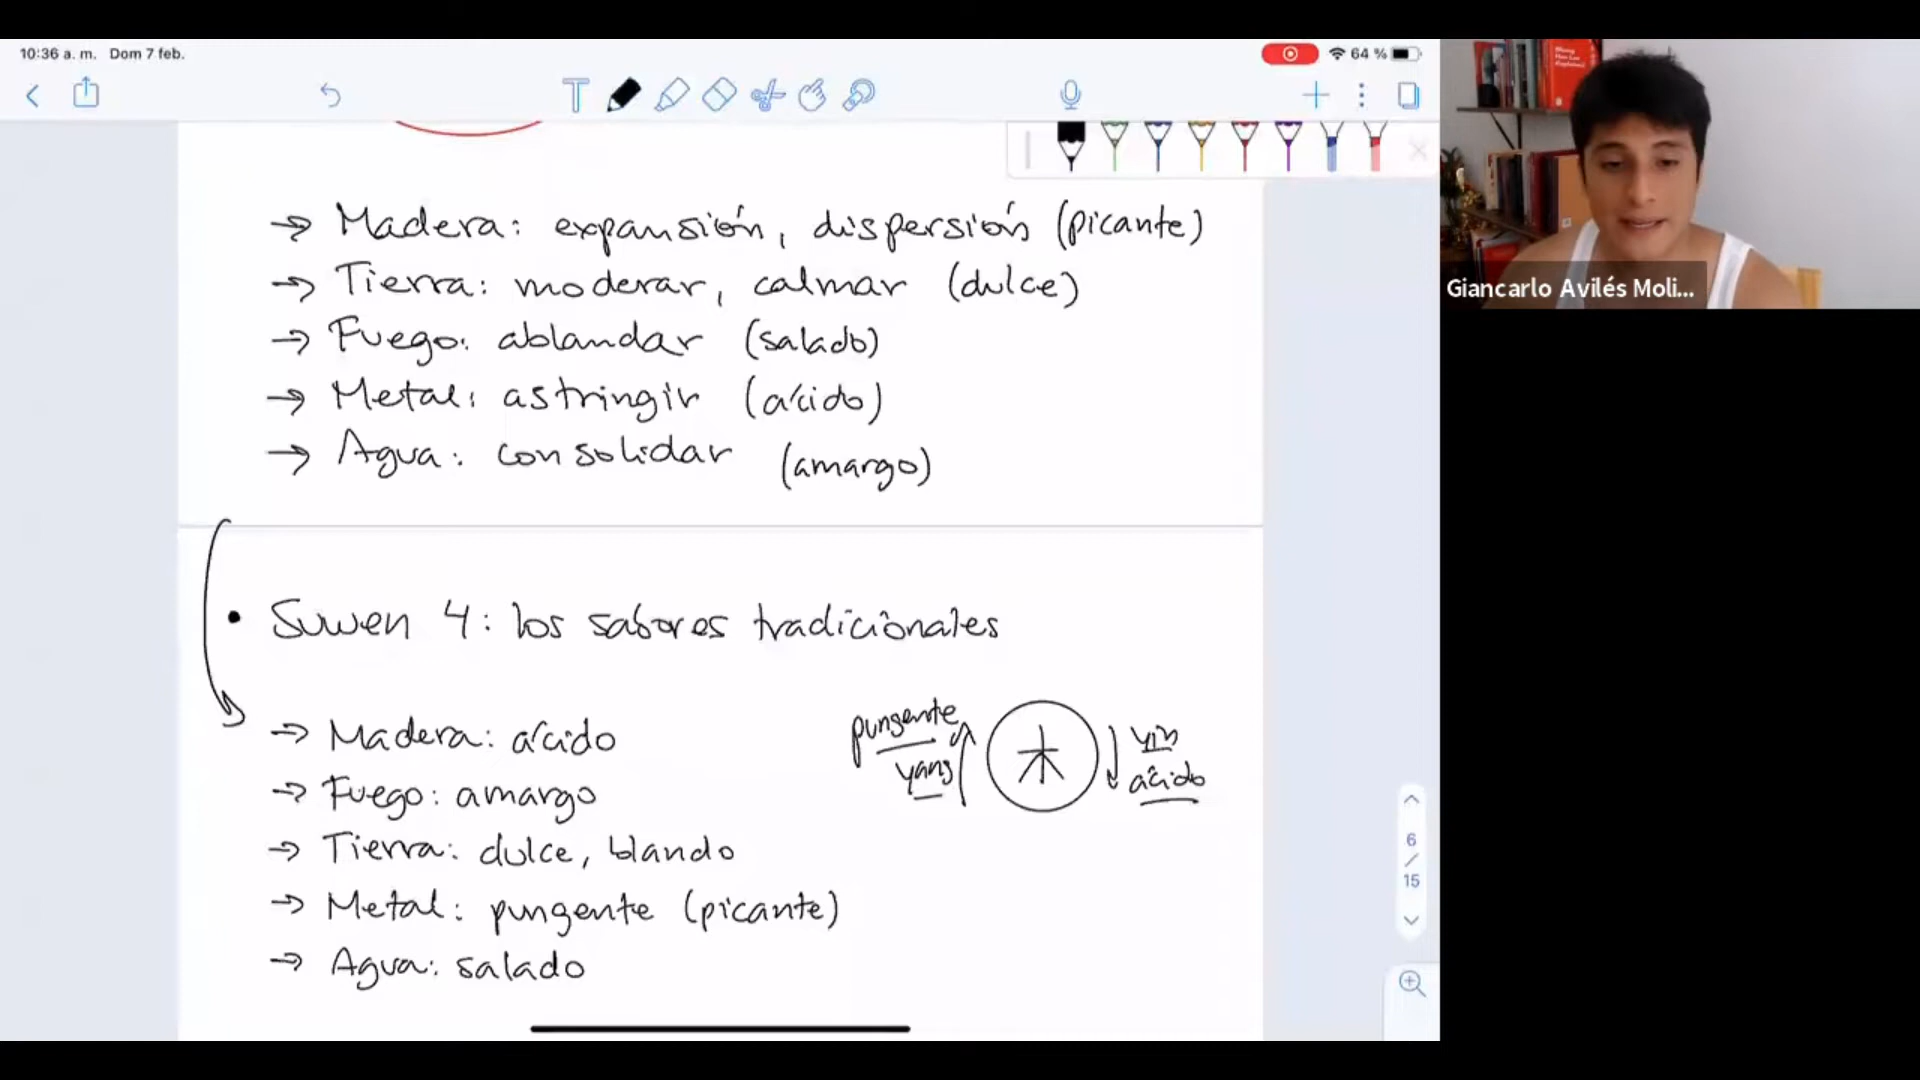 10:36 a. m. Dom 7 feb.
64 %
→ Madera: expansión, dispersión (picante)
→ Tierra: moderar, calmar (dulce)
→ Fuego: ablandar (salado)
→ Metal: astringir (ácido)
→ Agua: consolidar (amargo)
• Suwen 4: los sabores tradicionales
→ Madera: ácido
→ Fuego: amargo
→ Tierra: dulce, blando
→ Metal: pungente (picante)
→ Agua: salado
pungente
yang
木
yin
ácido
6
/
15
Giancarlo Avilés Moli...